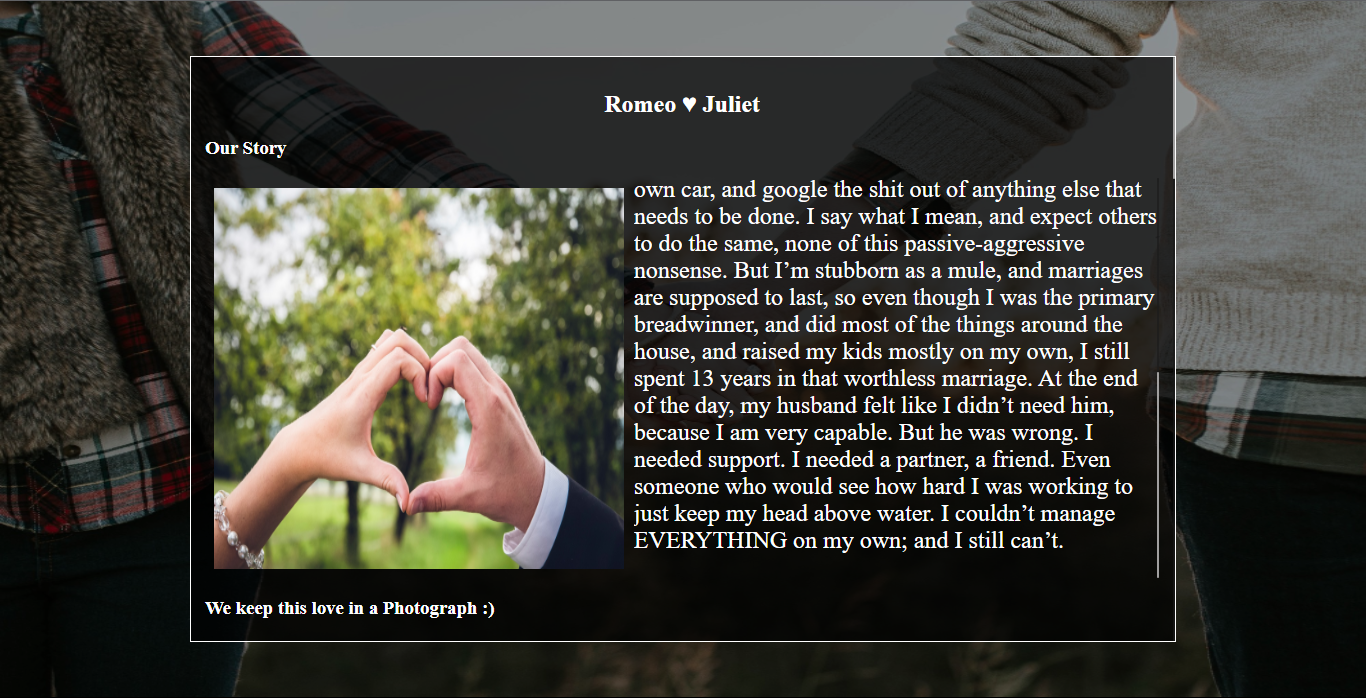 Romeo ♥ Juliet
Our Story
own car, and google the shit out of anything else that
needs to be done. I say what I mean, and expect others
to do the same, none of this passive-aggressive
nonsense. But I’m stubborn as a mule, and marriages
are supposed to last, so even though I was the primary
breadwinner, and did most of the things around the
house, and raised my kids mostly on my own, I still
spent 13 years in that worthless marriage. At the end
of the day, my husband felt like I didn’t need him,
because I am very capable. But he was wrong. I
needed support. I needed a partner, a friend. Even
someone who would see how hard I was working to
just keep my head above water. I couldn’t manage
EVERYTHING on my own; and I still can’t.
We keep this love in a Photograph :)